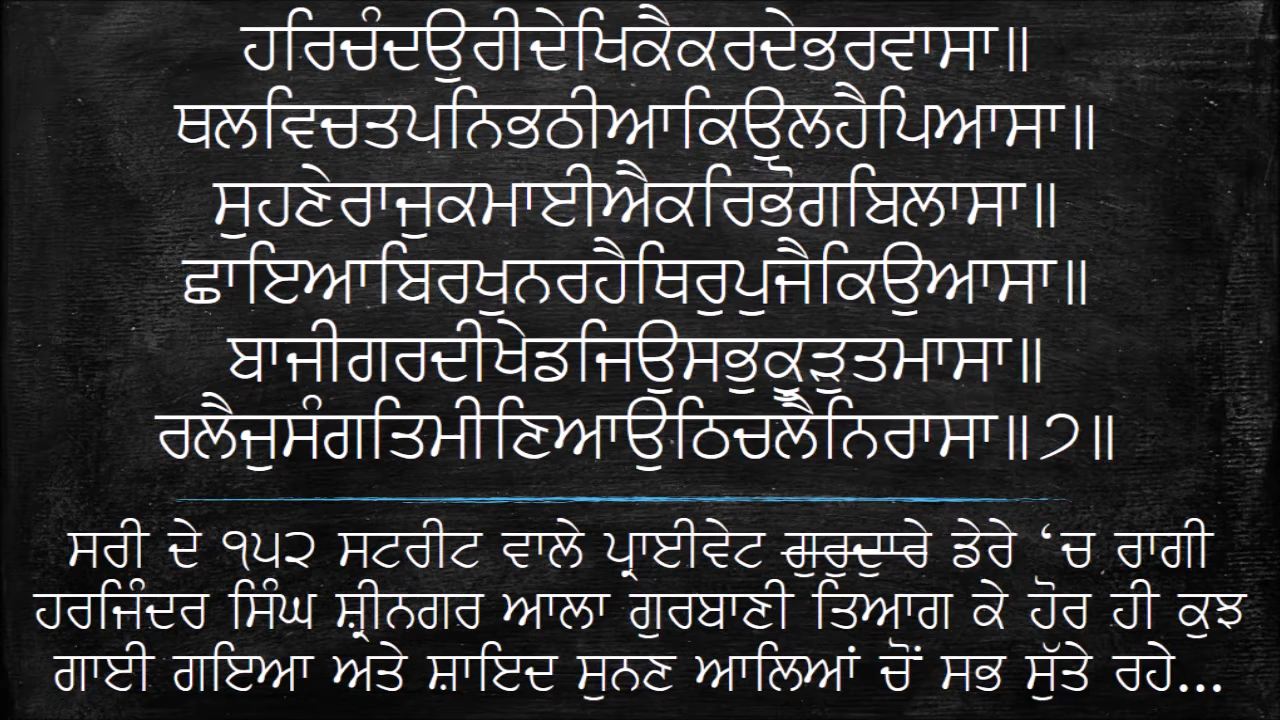 ਹਰਿਚੰਦਉਰੀਦੇਖਿਕੈਕਰਦੇਭਰਵਾਸਾ॥
ਥਲਵਿਚਤਪਨਿਭਠੀਆਕਿਉਲਹੈਪਿਆਸਾ॥
ਸੁਹਣੇਰਾਜੁਕਮਾਈਐਕਰਿਭੋਗਬਿਲਾਸਾ॥
ਛਾਇਆਬਿਰਖੁਨਰਹੈਥਿਰੁਪੁਜੈਕਿਉਆਸਾ॥
ਬਾਜੀਗਰਦੀਖੇਡਜਿਉਸਭੁਕੂੜੁਤਮਾਸਾ॥
ਰਲੈਜੁਸੰਗਤਿਮੀਣਿਆਉਠਿਚਲੈਨਿਰਾਸਾ॥੭॥
ਸਰੀ ਦੇ ੧੫੨ ਸਟਰੀਟ ਵਾਲੇ ਪ੍ਰਾਈਵੇਟ ਗੁਰੂਦੁਆਰੇ ਡੇਰੇ ‘ਚ ਰਾਗੀ
ਹਰਜਿੰਦਰ ਸਿੰਘ ਸ਼੍ਰੀਨਗਰ ਆਲਾ ਗੁਰਬਾਣੀ ਤਿਆਗ ਕੇ ਹੋਰ ਹੀ ਕੁਝ
ਗਾਈ ਗਇਆ ਅਤੇ ਸ਼ਾਇਦ ਸੁਨਣ ਆਲਿਆਂ ਚੋਂ ਸਭ ਸੁੱਤੇ ਰਹੇ...